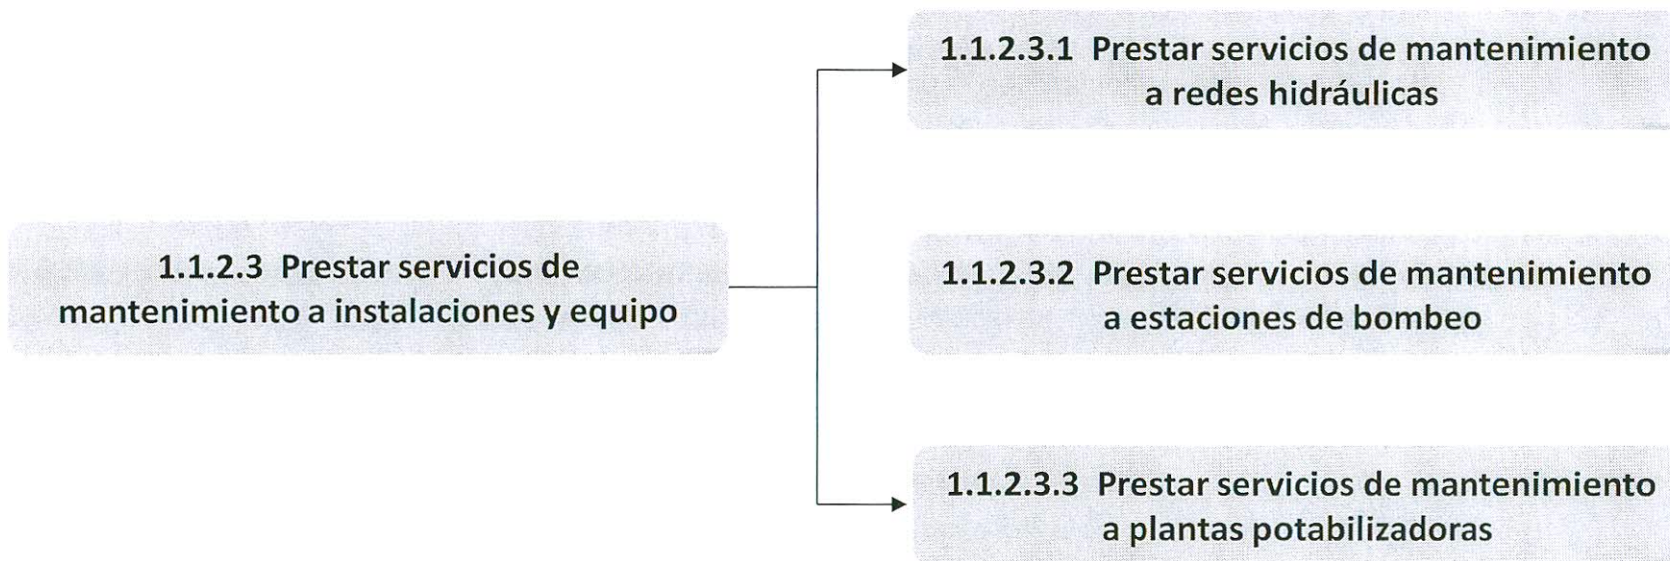 1.1.2.3.1 Prestar servicios de mantenimiento
a redes hidráulicas
1.1.2.3 Prestar servicios de
mantenimiento a instalaciones y equipo
1.1.2.3.2 Prestar servicios de mantenimiento
a estaciones de bombeo
1.1.2.3.3 Prestar servicios de mantenimiento
a plantas potabilizadoras